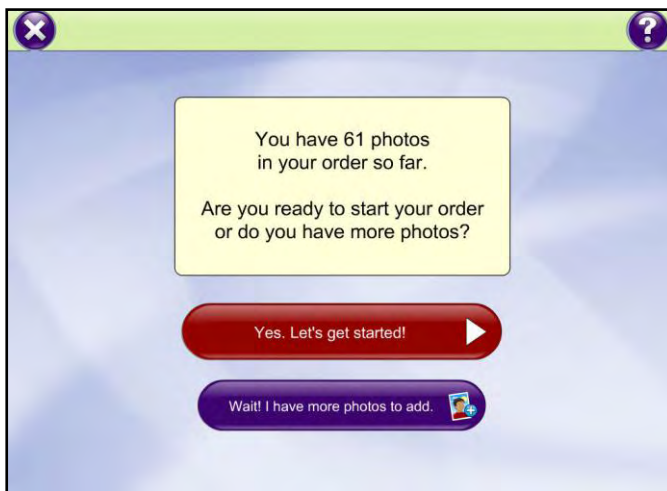 ?
You have 61 photos
in your order so far.
Are you ready to start your order
or do you have more photos?
Yes. Let's get started!
Wait! I have more photos to add.